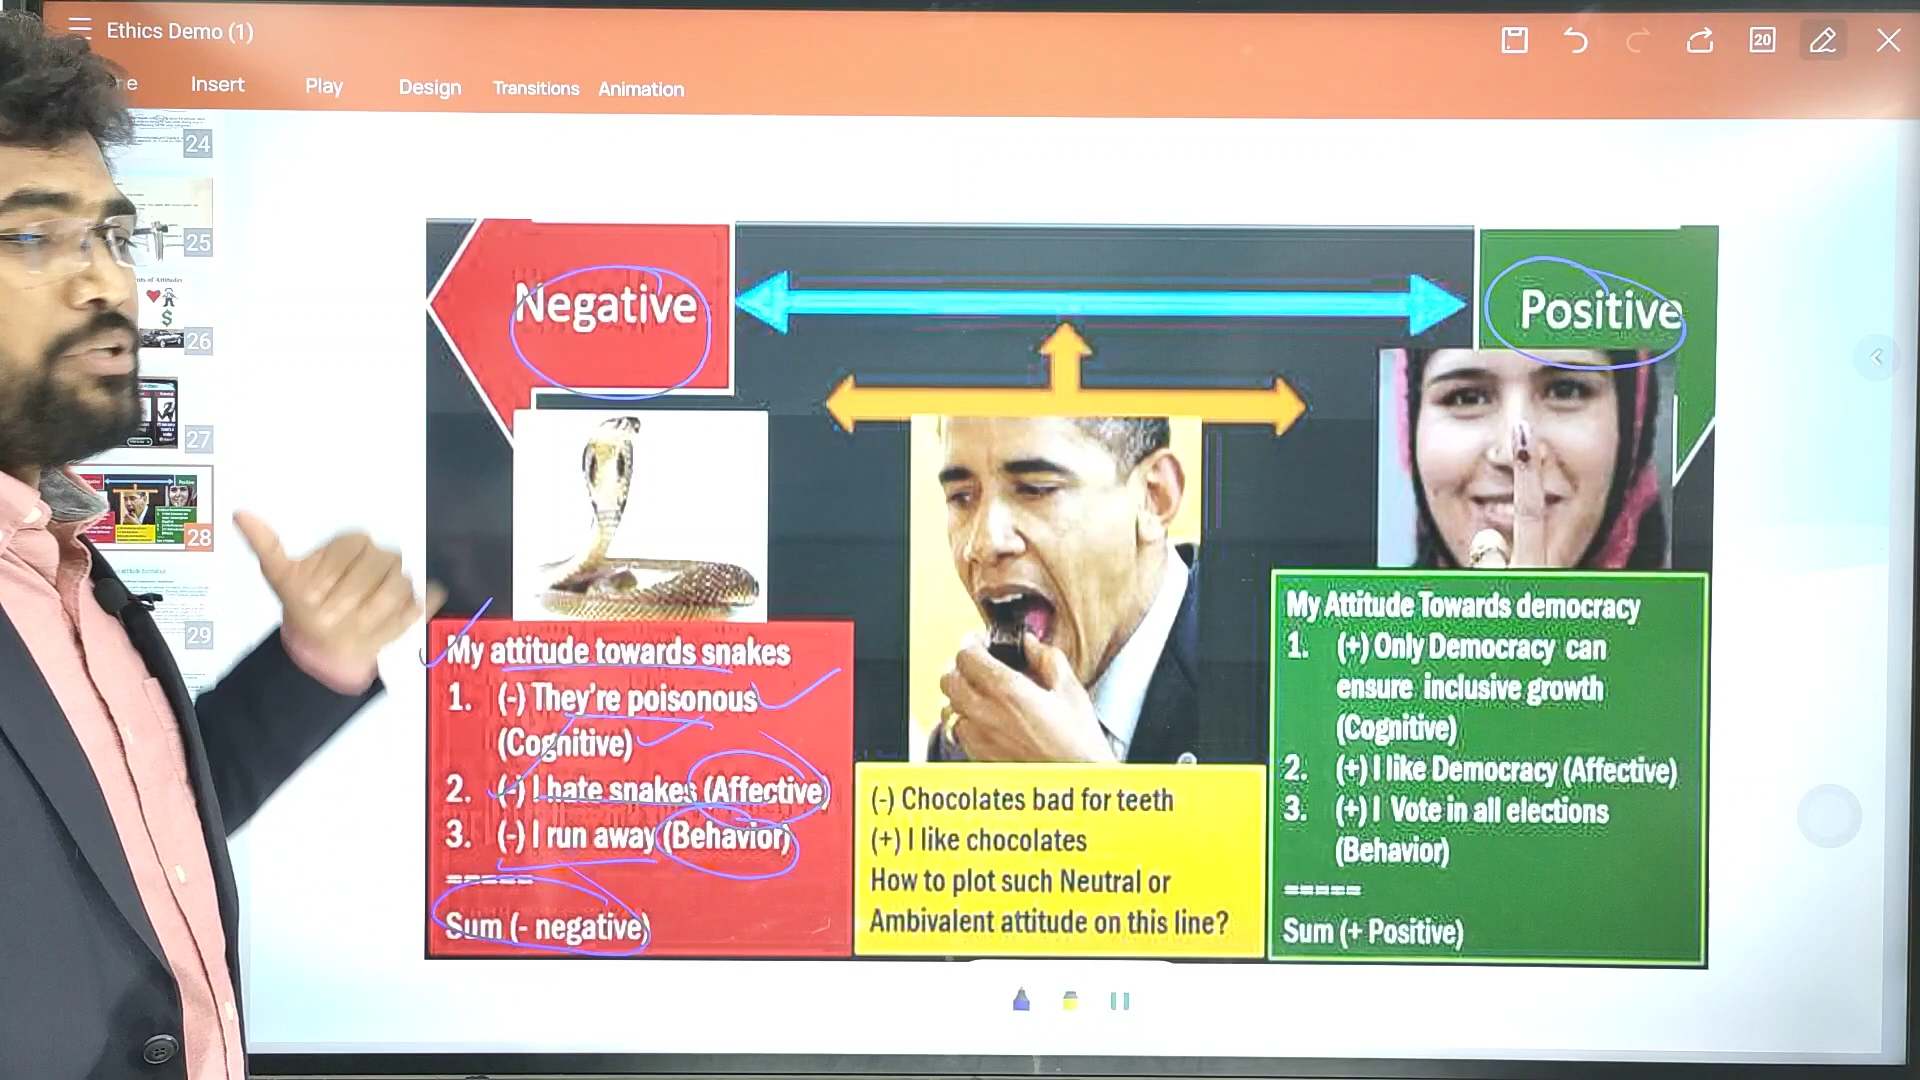 Ethics Demo (1)
20
Insert
Play
Design
Transitions
Animation
24
25
26
27
28
29
Negative
Positive
My attitude towards snakes
1. (-) They're poisonous
(Cognitive)
2. (-) I hate snakes (Affective)
3. (-) I run away (Behavior)
=====
Sum (- negative)
(-) Chocolates bad for teeth
(+) I like chocolates
How to plot such Neutral or
Ambivalent attitude on this line?
My Attitude Towards democracy
1. (+) Only Democracy can
ensure inclusive growth
(Cognitive)
2. (+) I like Democracy (Affective)
3. (+) I Vote in all elections
(Behavior)
=====
Sum (+ Positive)